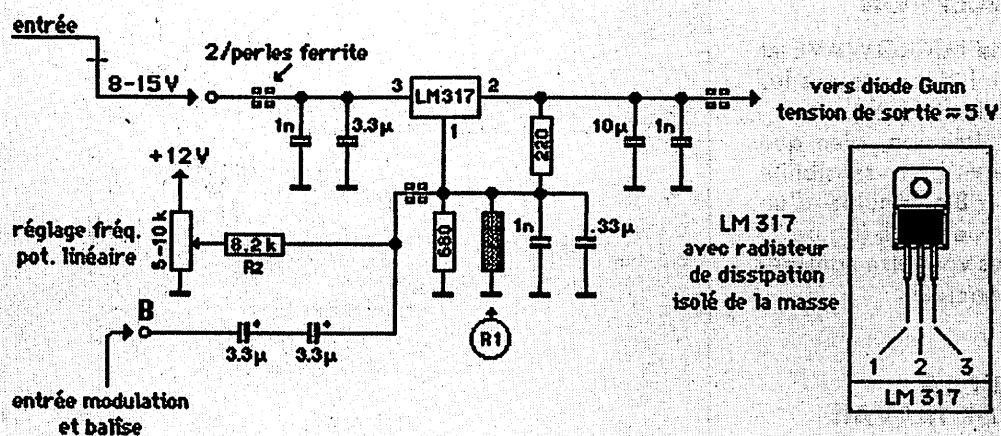 entrée
2/perles ferrite
8-15 V
3
LM317
2
1
1n
3.3µ
220
10µ
1n
vers diode Gunn
tension de sortie ≈ 5 V
+12V
réglage fréq.
pot. linéaire
5-10k
8.2k
R2
680
1n
.33µ
R1
LM 317
avec radiateur
de dissipation
isolé de la masse
B
3.3µ
3.3µ
entrée modulation
et balise
1 2 3
LM 317